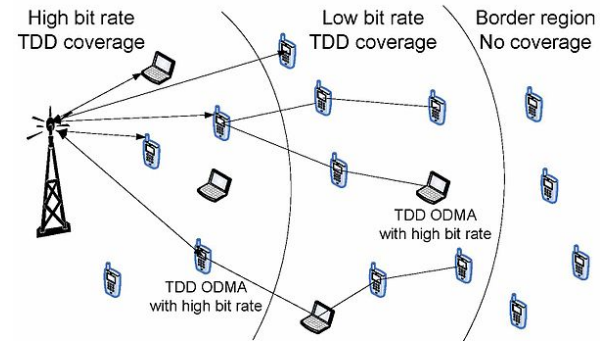 High bit rate
TDD coverage
Low bit rate
TDD coverage
Border region
No coverage
TDD ODMA
with high bit rate
TDD ODMA
with high bit rate